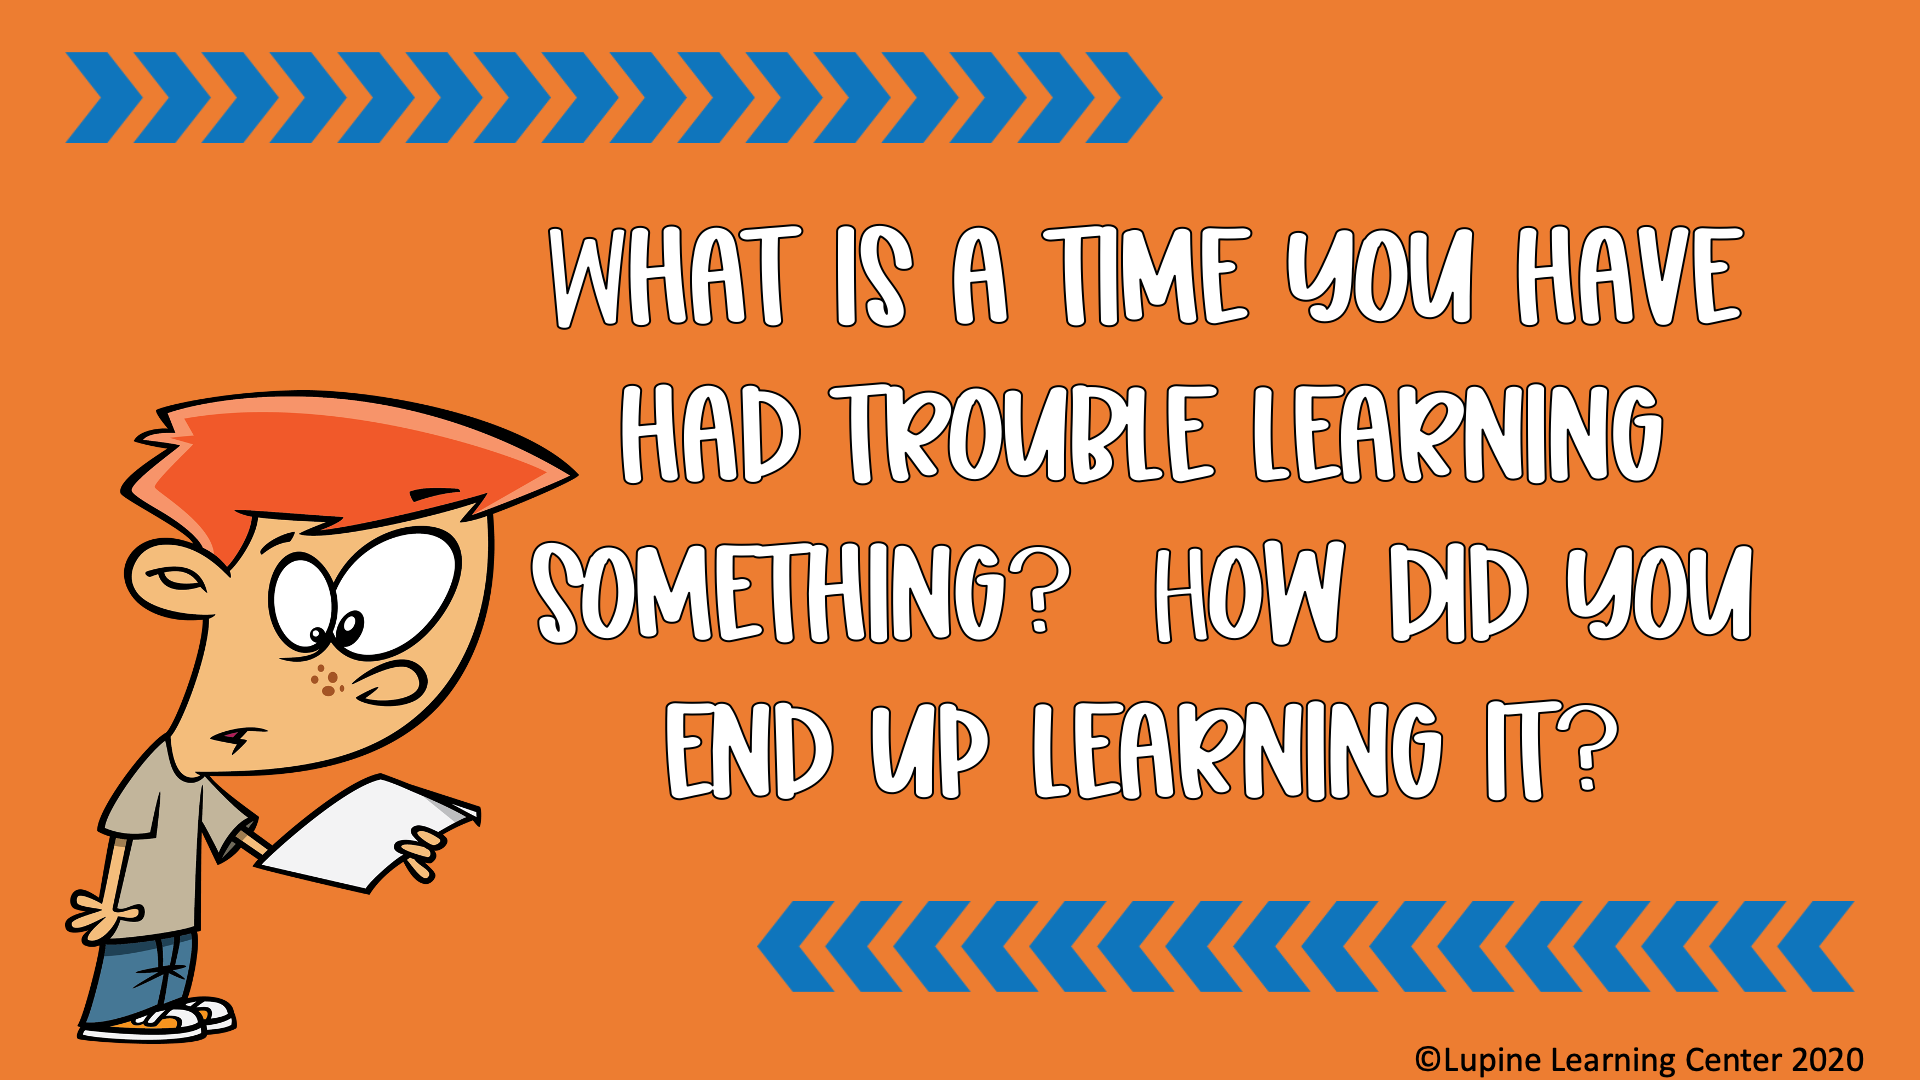 WHAT IS A TIME YOU HAVE
HAD TROUBLE LEARNING
SOMETHING? HOW DID YOU
END UP LEARNING IT?
©Lupine Learning Center 2020